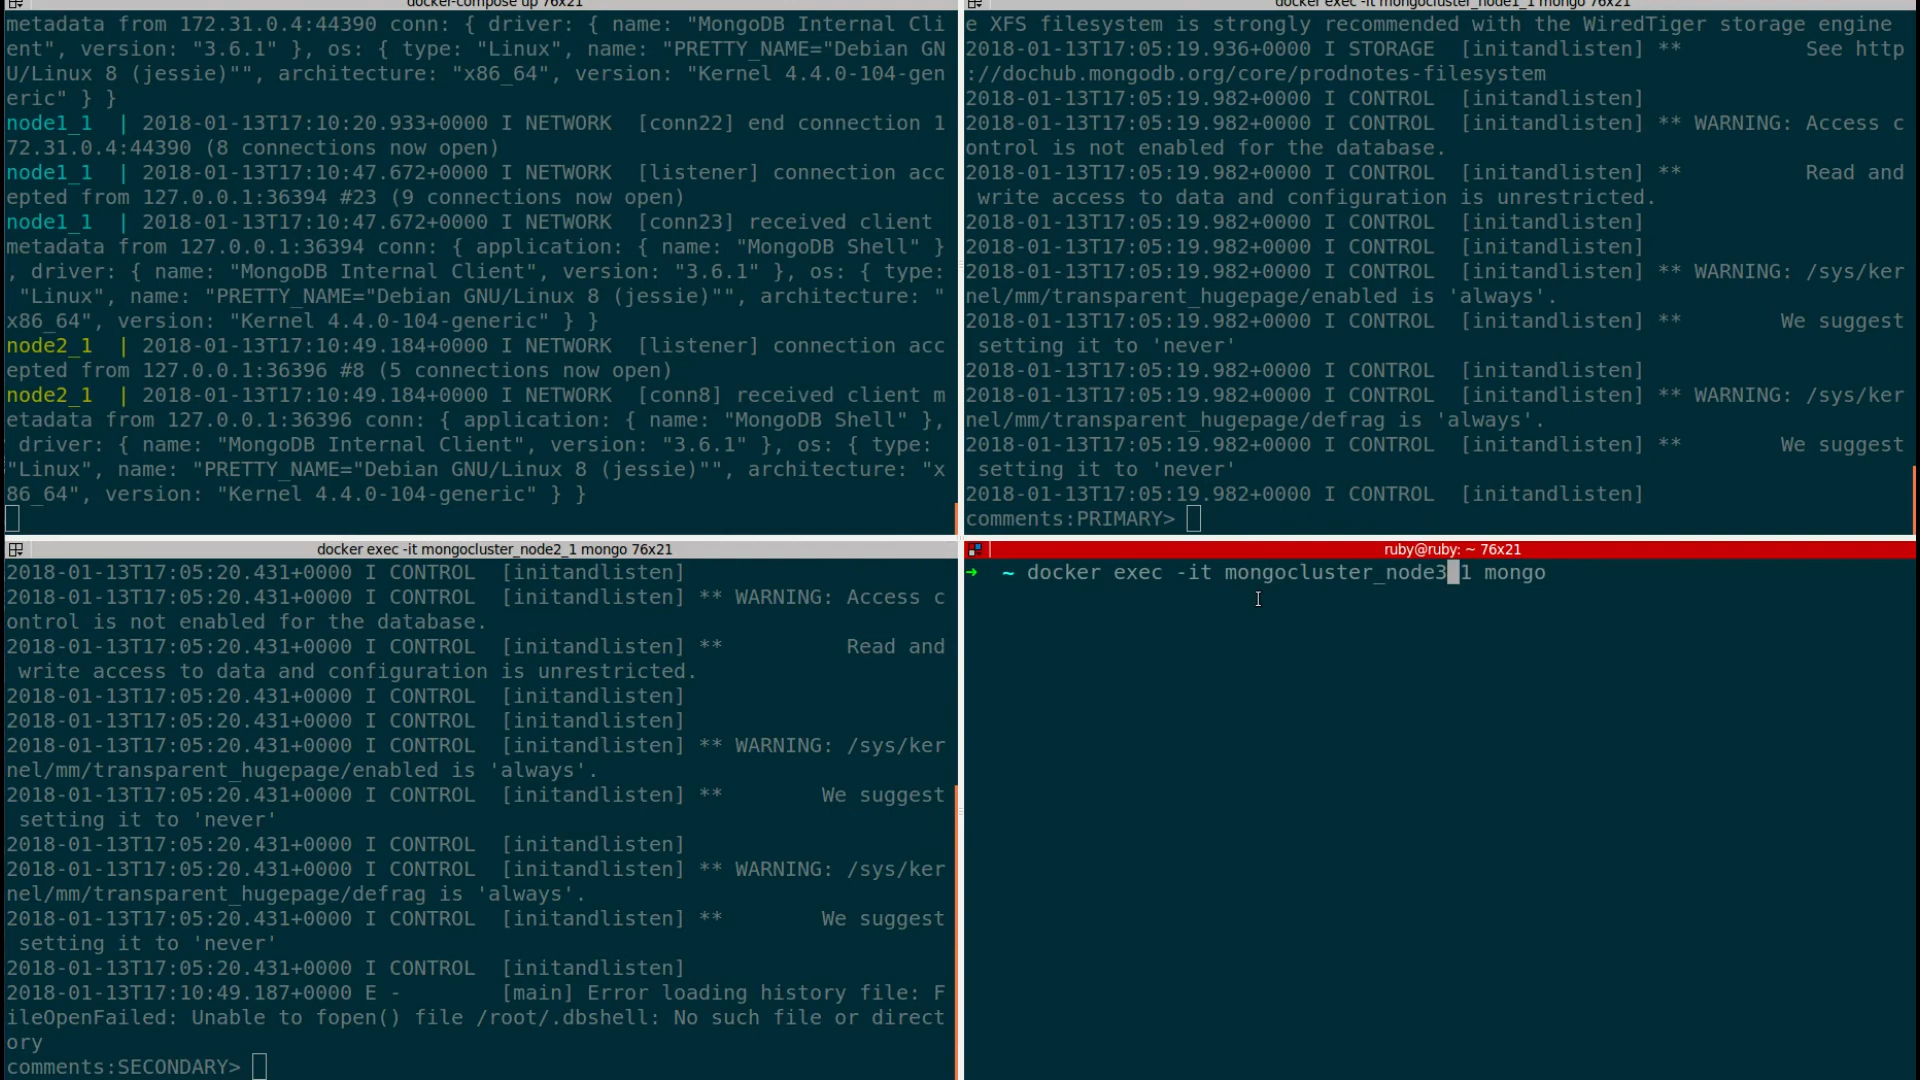 docker-compose up 76x21
metadata from 172.31.0.4:44390 conn: { driver: { name: "MongoDB Internal Cli
ent", version: "3.6.1" }, os: { type: "Linux", name: "PRETTY_NAME="Debian GN
U/Linux 8 (jessie)"", architecture: "x86_64", version: "Kernel 4.4.0-104-gen
eric" } }
node1_1  | 2018-01-13T17:10:20.933+0000 I NETWORK  [conn22] end connection 1
72.31.0.4:44390 (8 connections now open)
node1_1  | 2018-01-13T17:10:47.672+0000 I NETWORK  [listener] connection acc
epted from 127.0.0.1:36394 #23 (9 connections now open)
node1_1  | 2018-01-13T17:10:47.672+0000 I NETWORK  [conn23] received client
metadata from 127.0.0.1:36394 conn: { application: { name: "MongoDB Shell" }
, driver: { name: "MongoDB Internal Client", version: "3.6.1" }, os: { type:
"Linux", name: "PRETTY_NAME="Debian GNU/Linux 8 (jessie)"", architecture: "
x86_64", version: "Kernel 4.4.0-104-generic" } }
node2_1  | 2018-01-13T17:10:49.184+0000 I NETWORK  [listener] connection acc
epted from 127.0.0.1:36396 #8 (5 connections now open)
node2_1  | 2018-01-13T17:10:49.184+0000 I NETWORK  [conn8] received client m
etadata from 127.0.0.1:36396 conn: { application: { name: "MongoDB Shell" },
driver: { name: "MongoDB Internal Client", version: "3.6.1" }, os: { type:
"Linux", name: "PRETTY_NAME="Debian GNU/Linux 8 (jessie)"", architecture: "x
86_64", version: "Kernel 4.4.0-104-generic" } }
docker exec -it mongocluster_node1_1 mongo 76x21
e XFS filesystem is strongly recommended with the WiredTiger storage engine
2018-01-13T17:05:19.936+0000 I STORAGE  [initandlisten] **          See http
://dochub.mongodb.org/core/prodnotes-filesystem
2018-01-13T17:05:19.982+0000 I CONTROL  [initandlisten]
2018-01-13T17:05:19.982+0000 I CONTROL  [initandlisten] ** WARNING: Access c
ontrol is not enabled for the database.
2018-01-13T17:05:19.982+0000 I CONTROL  [initandlisten] **          Read and
write access to data and configuration is unrestricted.
2018-01-13T17:05:19.982+0000 I CONTROL  [initandlisten]
2018-01-13T17:05:19.982+0000 I CONTROL  [initandlisten]
2018-01-13T17:05:19.982+0000 I CONTROL  [initandlisten] ** WARNING: /sys/ker
nel/mm/transparent_hugepage/enabled is 'always'.
2018-01-13T17:05:19.982+0000 I CONTROL  [initandlisten] **        We suggest
setting it to 'never'
2018-01-13T17:05:19.982+0000 I CONTROL  [initandlisten]
2018-01-13T17:05:19.982+0000 I CONTROL  [initandlisten] ** WARNING: /sys/ker
nel/mm/transparent_hugepage/defrag is 'always'.
2018-01-13T17:05:19.982+0000 I CONTROL  [initandlisten] **        We suggest
setting it to 'never'
2018-01-13T17:05:19.982+0000 I CONTROL  [initandlisten]
comments:PRIMARY>
docker exec -it mongocluster_node2_1 mongo 76x21
2018-01-13T17:05:20.431+0000 I CONTROL  [initandlisten]
2018-01-13T17:05:20.431+0000 I CONTROL  [initandlisten] ** WARNING: Access c
ontrol is not enabled for the database.
2018-01-13T17:05:20.431+0000 I CONTROL  [initandlisten] **          Read and
write access to data and configuration is unrestricted.
2018-01-13T17:05:20.431+0000 I CONTROL  [initandlisten]
2018-01-13T17:05:20.431+0000 I CONTROL  [initandlisten]
2018-01-13T17:05:20.431+0000 I CONTROL  [initandlisten] ** WARNING: /sys/ker
nel/mm/transparent_hugepage/enabled is 'always'.
2018-01-13T17:05:20.431+0000 I CONTROL  [initandlisten] **        We suggest
setting it to 'never'
2018-01-13T17:05:20.431+0000 I CONTROL  [initandlisten]
2018-01-13T17:05:20.431+0000 I CONTROL  [initandlisten] ** WARNING: /sys/ker
nel/mm/transparent_hugepage/defrag is 'always'.
2018-01-13T17:05:20.431+0000 I CONTROL  [initandlisten] **        We suggest
setting it to 'never'
2018-01-13T17:05:20.431+0000 I CONTROL  [initandlisten]
2018-01-13T17:10:49.187+0000 E -        [main] Error loading history file: F
ileOpenFailed: Unable to fopen() file /root/.dbshell: No such file or direct
ory
comments:SECONDARY>
ruby@ruby: ~ 76x21
➜  ~ docker exec -it mongocluster_node3 1 mongo